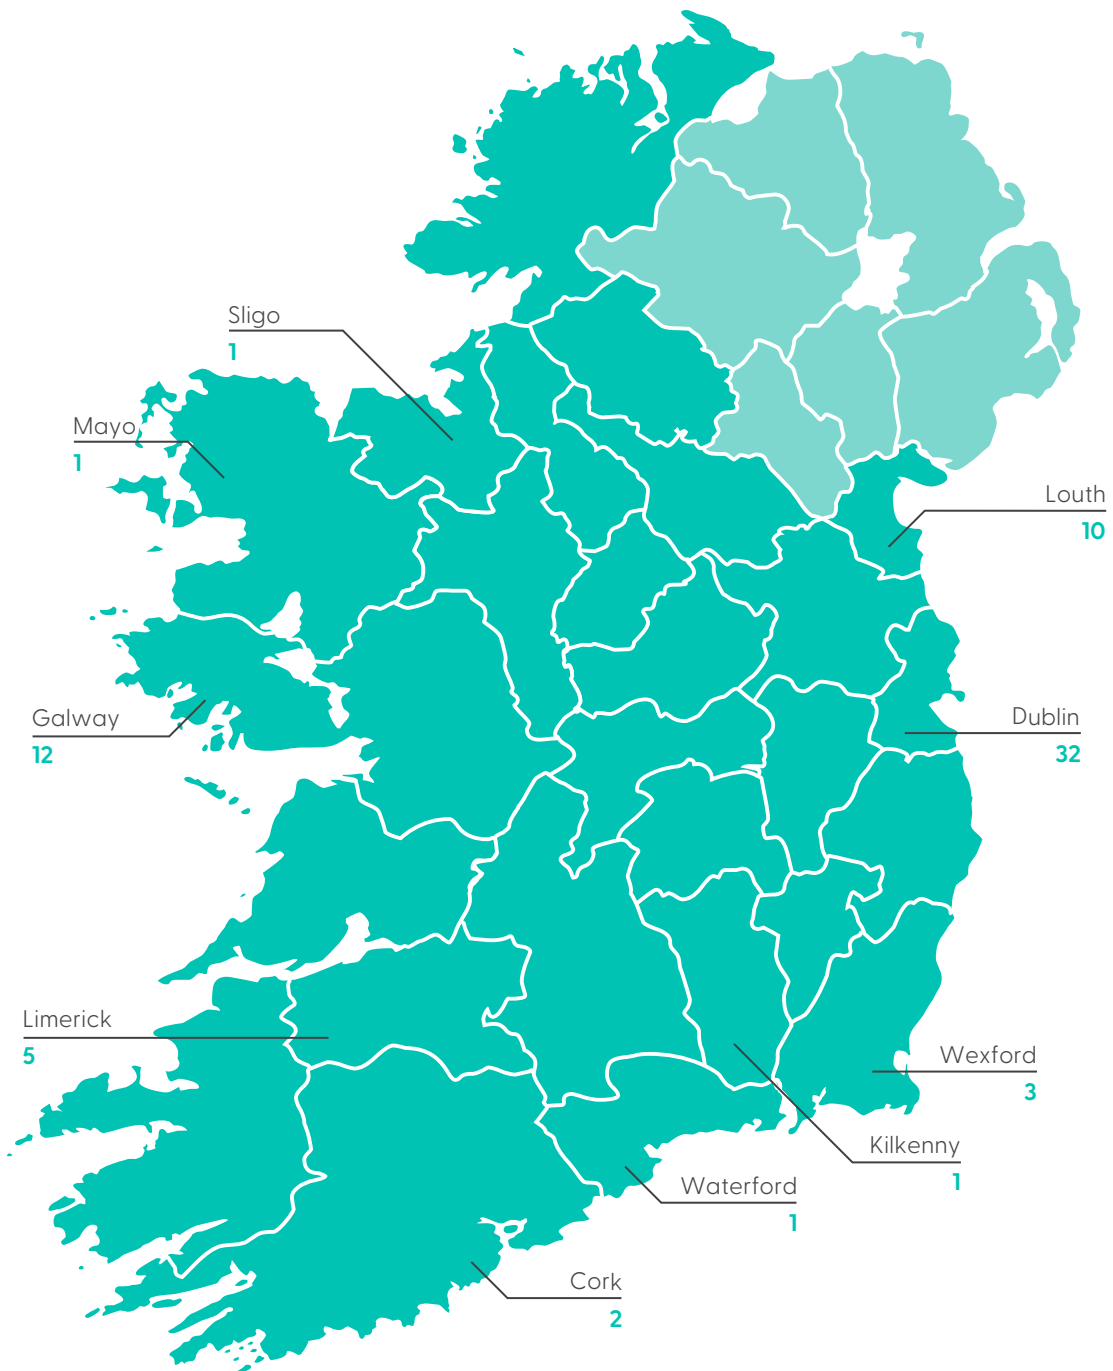 Sligo
1
Mayo
1
Louth
10
Galway
12
Dublin
32
Limerick
5
Wexford
3
Kilkenny
1
Waterford
1
Cork
2